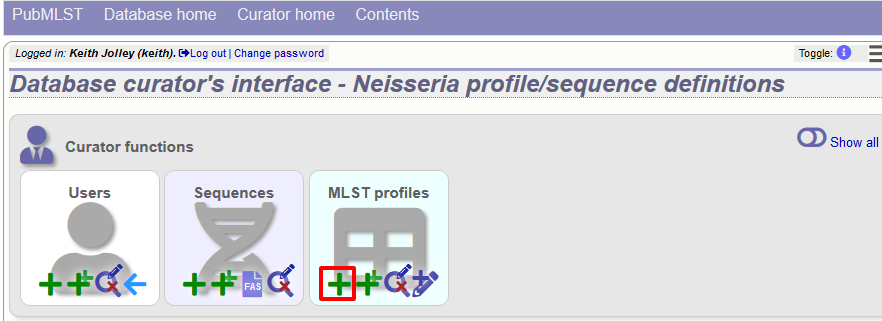 PubMLST Database home Curator home Contents
Logged in: Keith Jolley (keith). Log out | Change password Toggle: i
Database curator's interface - Neisseria profile/sequence definitions
Curator functions Show all
Users Sequences MLST profiles
FAS